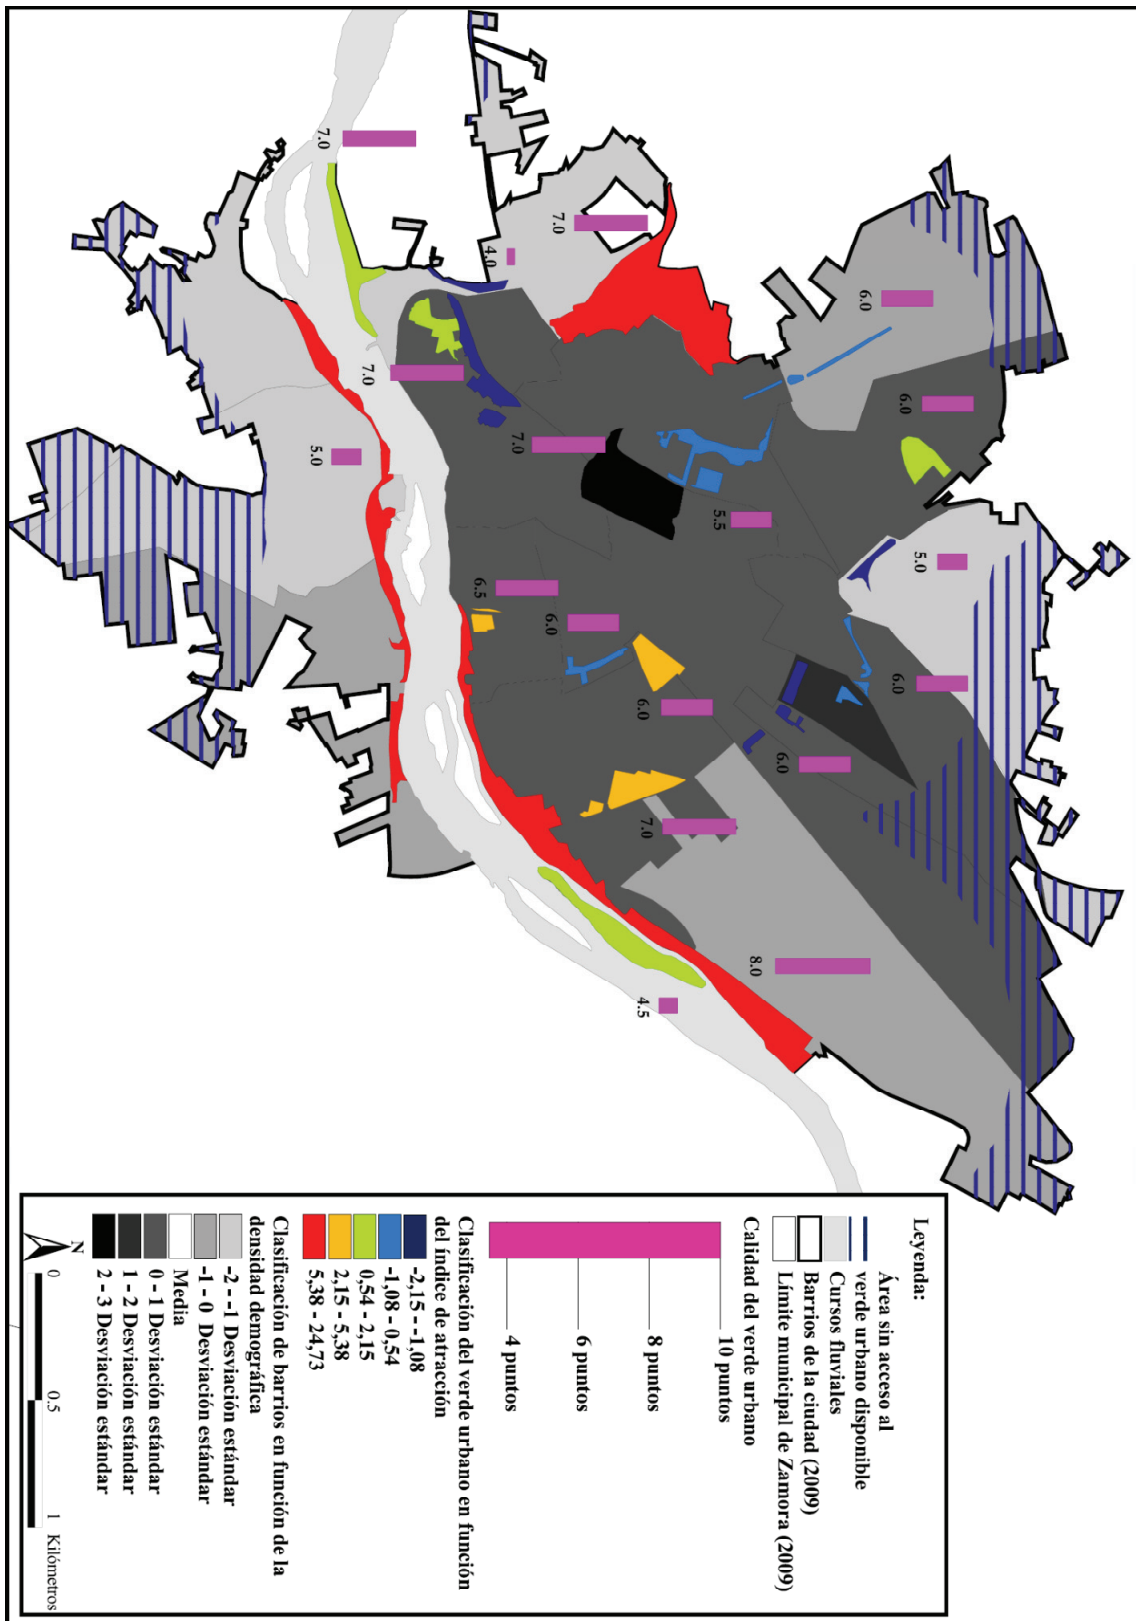 5.0
6.0
6.0
6.0
6.0
8.0
5.5
7.0
4.5
6.0
7.0
6.0
7.0
4.0
6.5
7.0
7.0
5.0
Leyenda:
Área sin acceso al
verde urbano disponible
Cursos fluviales
Barrios de la ciudad (2009)
Límite municipal de Zamora (2009)
Calidad del verde urbano
10 puntos
8 puntos
6 puntos
4 puntos
Clasificación del verde urbano en función
del índice de atracción
-2,15 - -1,08
-1,08 - 0,54
0,54 - 2,15
2,15 - 5,38
5,38 - 24,73
Clasificación de barrios en función de la
densidad demográfica
-2 - -1 Desviación estándar
-1 - 0 Desviación estándar
Media
0 - 1 Desviación estándar
1 - 2 Desviación estándar
2 - 3 Desviación estándar
N
0 0.5 1 Kilómetros